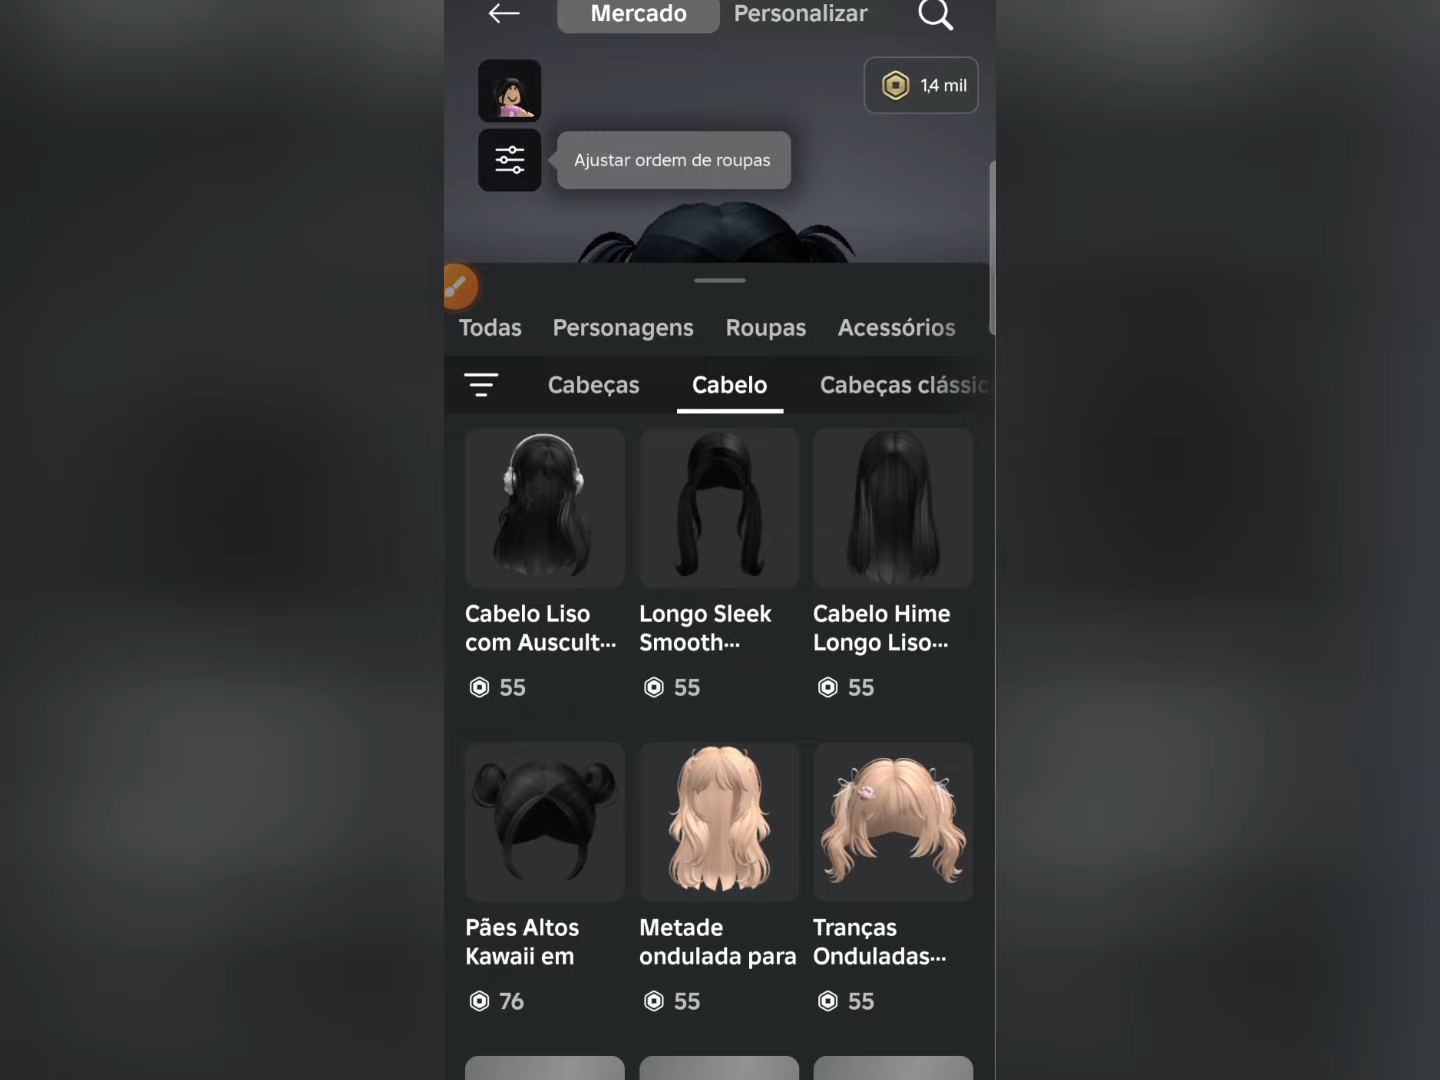 Mercado Personalizar
1,4 mil
Ajustar ordem de roupas
Todas Personagens Roupas Acessórios
Cabeças Cabelo Cabeças clássic
Cabelo Liso
com Auscult...
55
Longo Sleek
Smooth...
55
Cabelo Hime
Longo Liso...
55
Pães Altos
Kawaii em
76
Metade
ondulada para
55
Tranças
Onduladas...
55